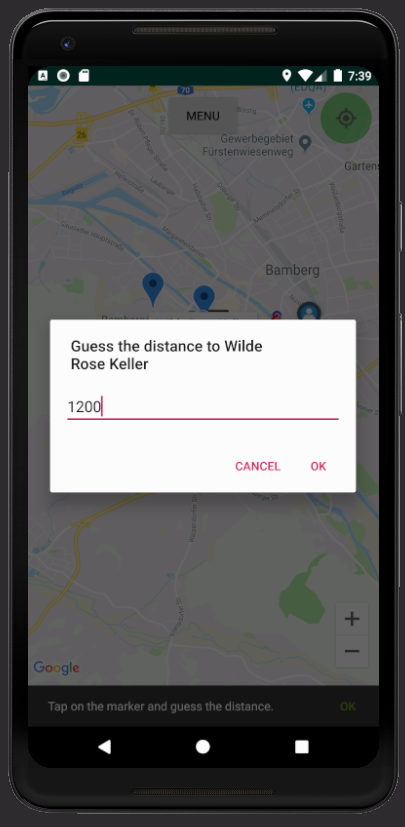 7:39
(EDQA)
70
MENU
26
Gewerbegebiet
Fürstenwiesenweg
Gartens
Bamberg
Guess the distance to Wilde
Rose Keller
1200
CANCEL OK
Google
+
−
Tap on the marker and guess the distance. OK